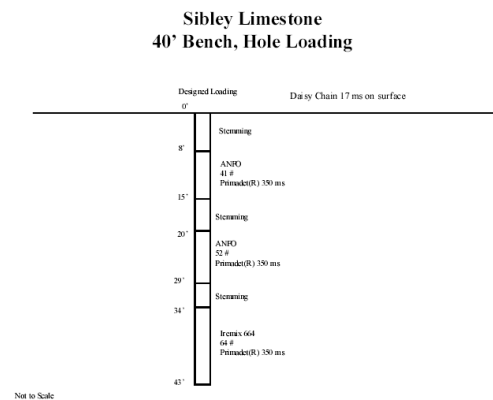 Sibley Limestone
40’ Bench, Hole Loading
Designed Loading
Daisy Chain 17 ms on surface
0’
Stemming
8’
ANFO
41 #
Primadet(R) 350 ms
15’
Stemming
20’
ANFO
52 #
Primadet(R) 350 ms
29’
Stemming
34’
Iremix 664
64 #
Primadet(R) 350 ms
43’
Not to Scale